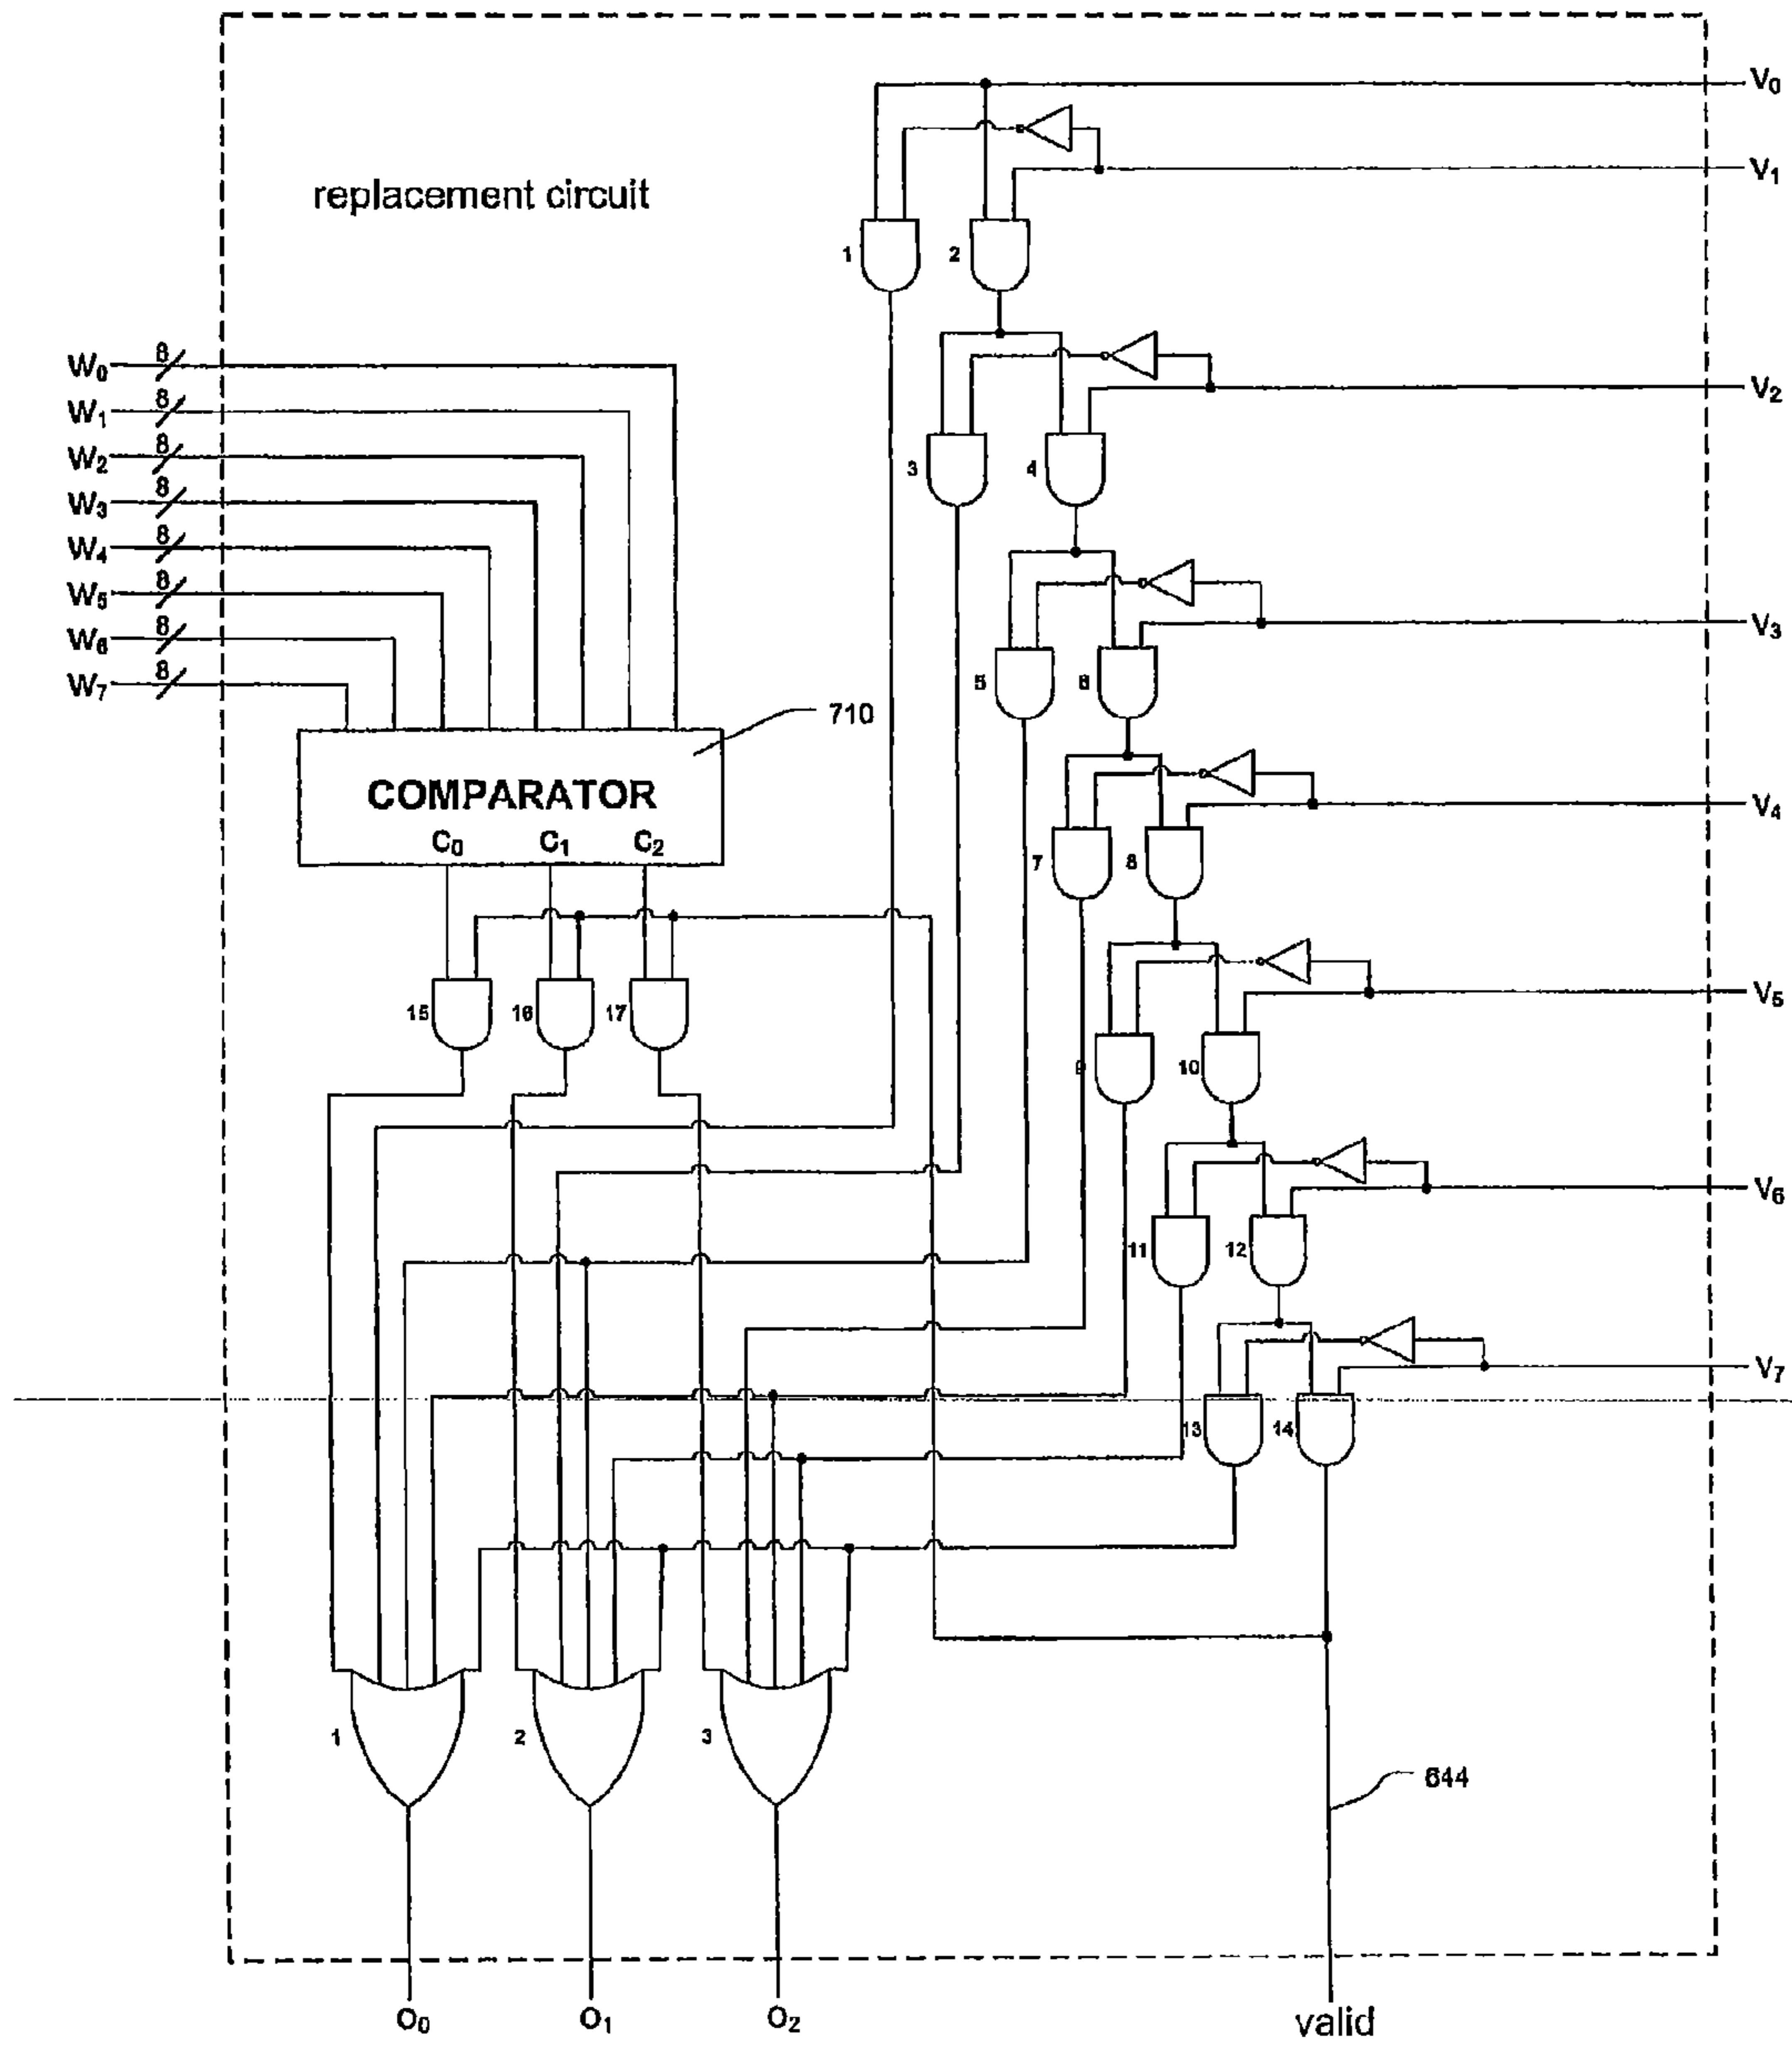 V0
V1
replacement circuit
1
2
W0 8
W1 8
V2
W2 8
3
4
W3 8
W4 8
W5 8
W6 8
V3
W7 8
5
6
710
COMPARATOR
V4
C0 C1 C2
7
8
V5
15
16
17
9
10
V6
11
12
V7
13
14
1
2
3
644
O0
O1
O2
valid